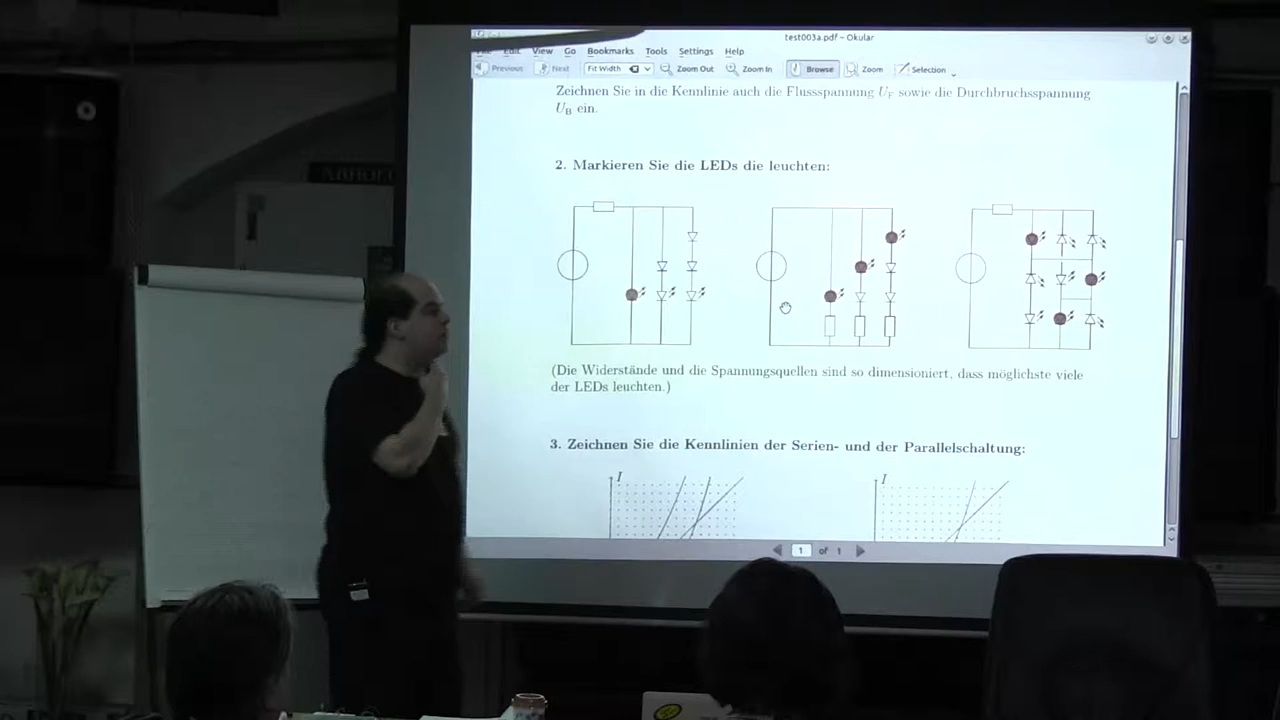 test003a.pdf – Okular
Edit View Go Bookmarks Tools Settings Help
Previous Next Fit Width Zoom Out Zoom In Browse Zoom Selection
Zeichnen Sie in die Kennlinie auch die Flussspannung UF sowie die Durchbruchsspannung
UB ein.
2. Markieren Sie die LEDs die leuchten:
(Die Widerstände und die Spannungsquellen sind so dimensioniert, dass möglichste viele
der LEDs leuchten.)
3. Zeichnen Sie die Kennlinien der Serien- und der Parallelschaltung:
I I
1 of 1